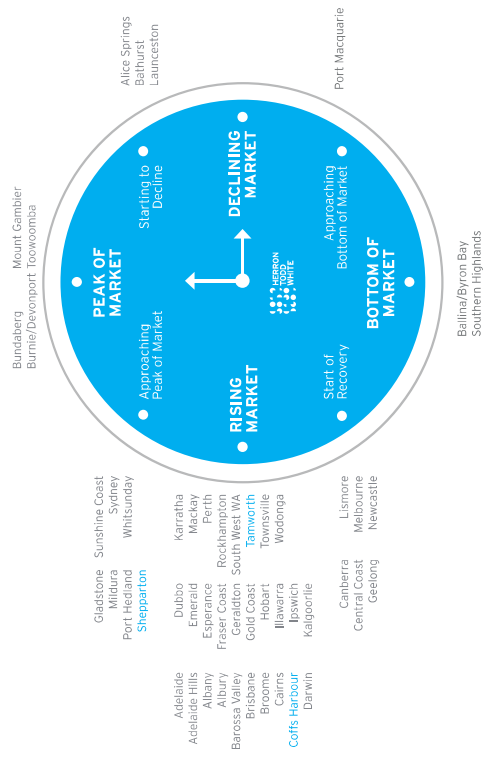 Bundaberg
Burnie/Devonport
Mount Gambier
Toowoomba
PEAK OF
MARKET
Gladstone
Mildura
Port Hedland
Shepparton
Sunshine Coast
Sydney
Whitsunday
Approaching
Peak of Market
Starting to
Decline
Alice Springs
Bathurst
Launceston
Adelaide
Adelaide Hills
Albany
Albury
Barossa Valley
Brisbane
Broome
Cairns
Coffs Harbour
Darwin
Dubbo
Emerald
Esperance
Fraser Coast
Geraldton
Gold Coast
Hobart
Illawarra
Ipswich
Kalgoorlie
Karratha
Mackay
Perth
Rockhampton
South West WA
Tamworth
Townsville
Wodonga
RISING
MARKET
DECLINING
MARKET
HERRON
TODD
WHITE
Canberra
Central Coast
Geelong
Lismore
Melbourne
Newcastle
Start of
Recovery
Approaching
Bottom of Market
Port Macquarie
BOTTOM OF
MARKET
Ballina/Byron Bay
Southern Highlands